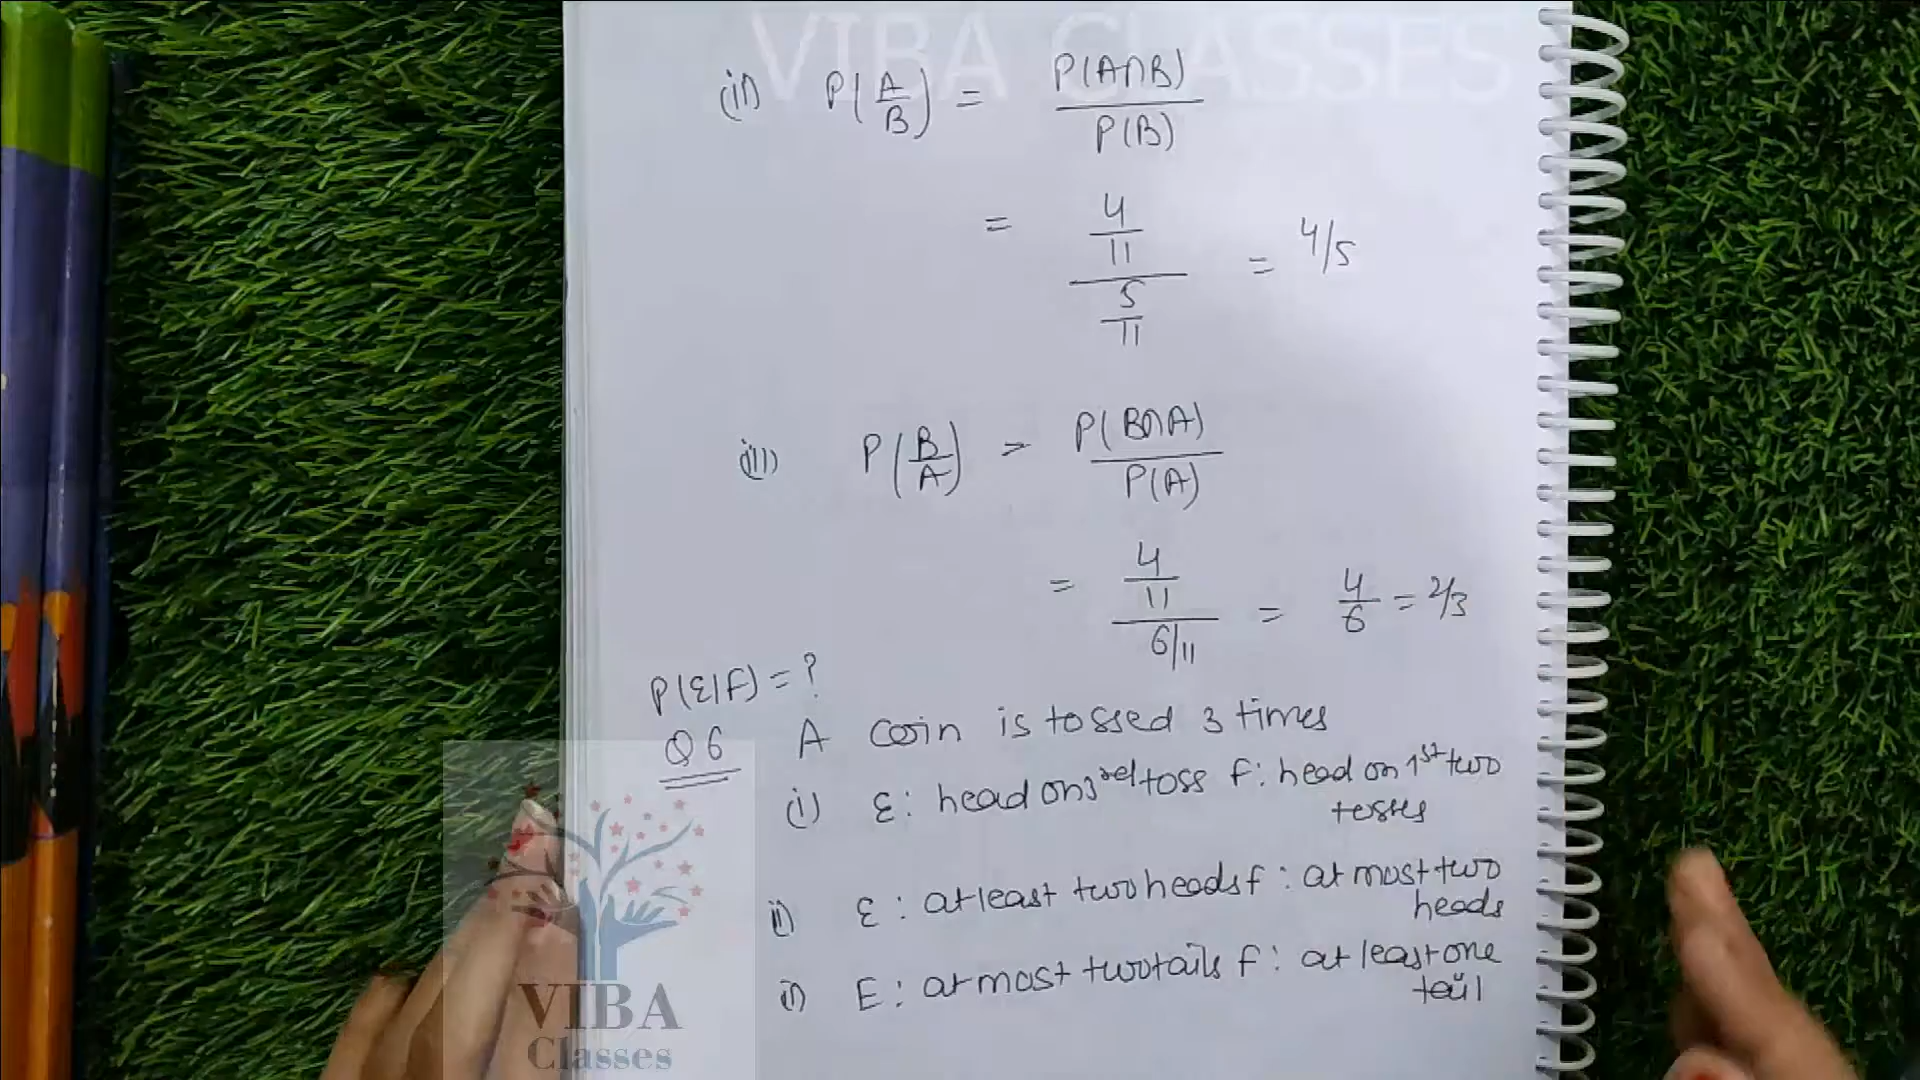 VIBA CLASSES
(ii) P(A/B) = P(A∩B)/P(B)
= (4/11)/(5/11) = 4/5
(iii) P(B/A) = P(B∩A)/P(A)
= (4/11)/(6/11) = 4/6 = 2/3
P(E|F) = ?
Q6 A coin is tossed 3 times
(i) E: head on 3rd toss F: head on 1st two
tosses
ii) E: at least two heads F: at most two
heads
E: at most two tails F: at least one
tail
VIBA
Classes